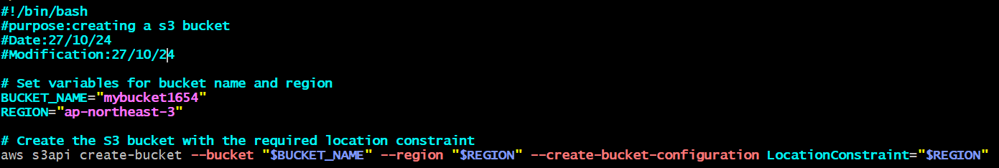 #!/bin/bash
#purpose:creating a s3 bucket
#Date:27/10/24
#Modification:27/10/24
# Set variables for bucket name and region
BUCKET_NAME="mybucket1654"
REGION="ap-northeast-3"
# Create the S3 bucket with the required location constraint
aws s3api create-bucket --bucket "$BUCKET_NAME" --region "$REGION" --create-bucket-configuration LocationConstraint="$REGION"